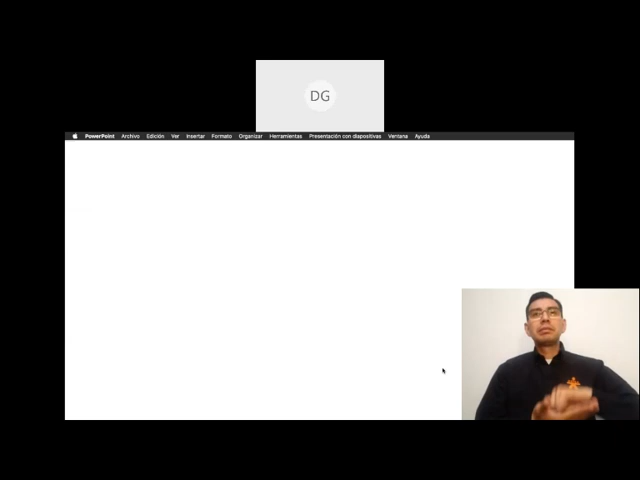 DG
PowerPoint Archivo Edición Ver Insertar Formato Organizar Herramientas Presentación con diapositivas Ventana Ayuda